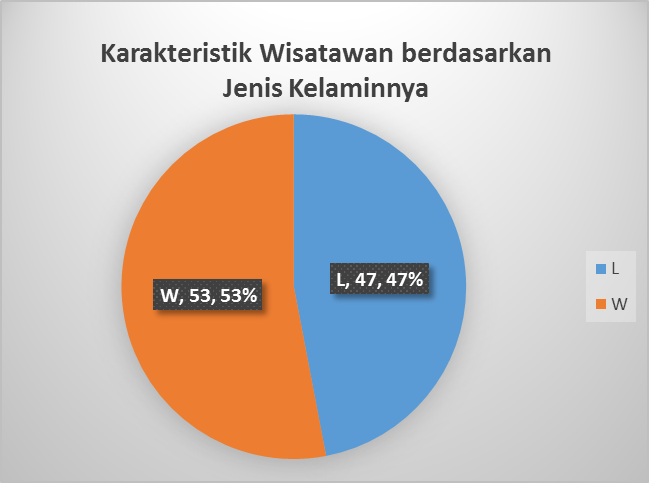 Karakteristik Wisatawan berdasarkan
Jenis Kelaminnya
L, 47, 47%
W, 53, 53%
L
W